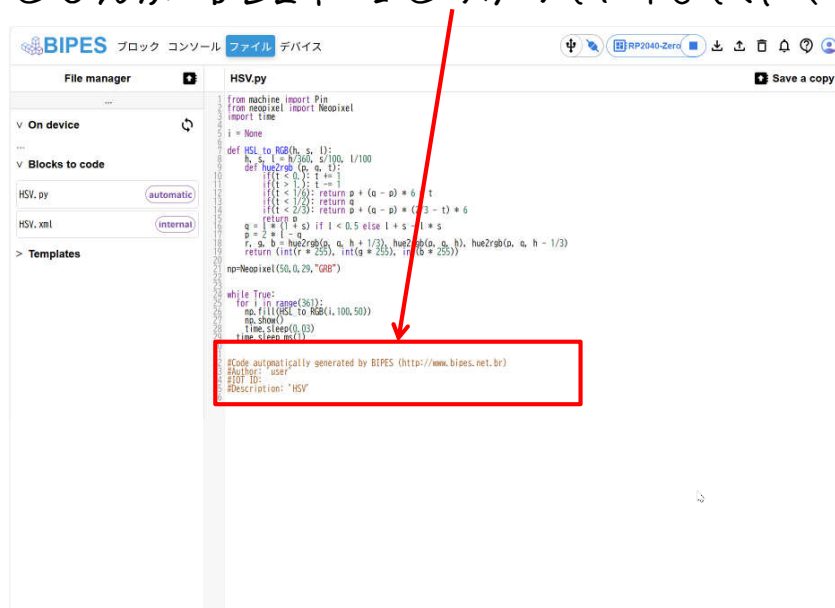 BIPES ブロック コンソール ファイル デバイス RP2040-Zero
File manager HSV.py Save a copy
...
On device
...
Blocks to code
HSV.py automatic
HSV.xml internal
Templates
from machine import Pin
from neopixel import Neopixel
import time
i = None
def HSL_to_RGB(h, s, l):
h, s, l = h/360, s/100, l/100
def hue2rgb (p, q, t):
if(t < 0.): t += 1
if(t > 1.): t -= 1
if(t < 1/6): return p + (q - p) * 6 * t
if(t < 1/2): return q
if(t < 2/3): return p + (q - p) * (2/3 - t) * 6
return p
q = l * (1 + s) if l < 0.5 else l + s - l * s
p = 2 * l - q
r, g, b = hue2rgb(p, q, h + 1/3), hue2rgb(p, q, h), hue2rgb(p, q, h - 1/3)
return (int(r * 255), int(g * 255), int(b * 255))
np=Neopixel(50,0,29,"GRB")
while True:
for i in range(361):
np.fill(HSL_to_RGB(i,100,50))
np.show()
time.sleep(0.03)
time.sleep_ms(1)
#Code automatically generated by BIPES (http://www.bipes.net.br)
#Author: 'user'
#IOT ID:
#Description: 'HSV'